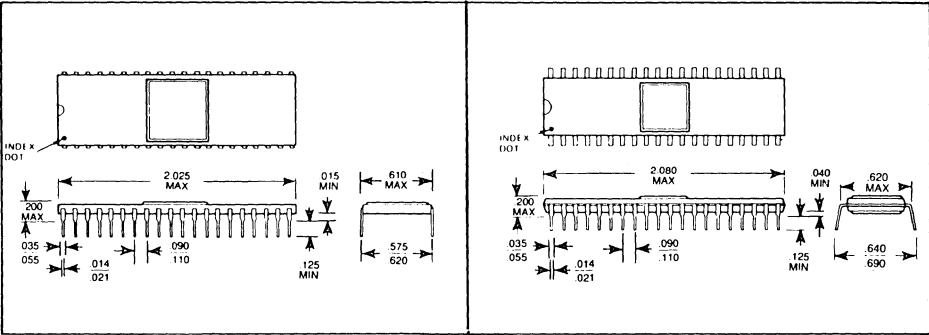 INDEX
DOT
2.025
MAX
.015
MIN
.610
MAX
.200
MAX
.035
.055
.014
.021
.090
.110
.125
MIN
.575
.620
INDEX
DOT
2.080
MAX
.040
MIN
.620
MAX
.200
MAX
.035
.055
.014
.021
.090
.110
.125
MIN
.640
.690